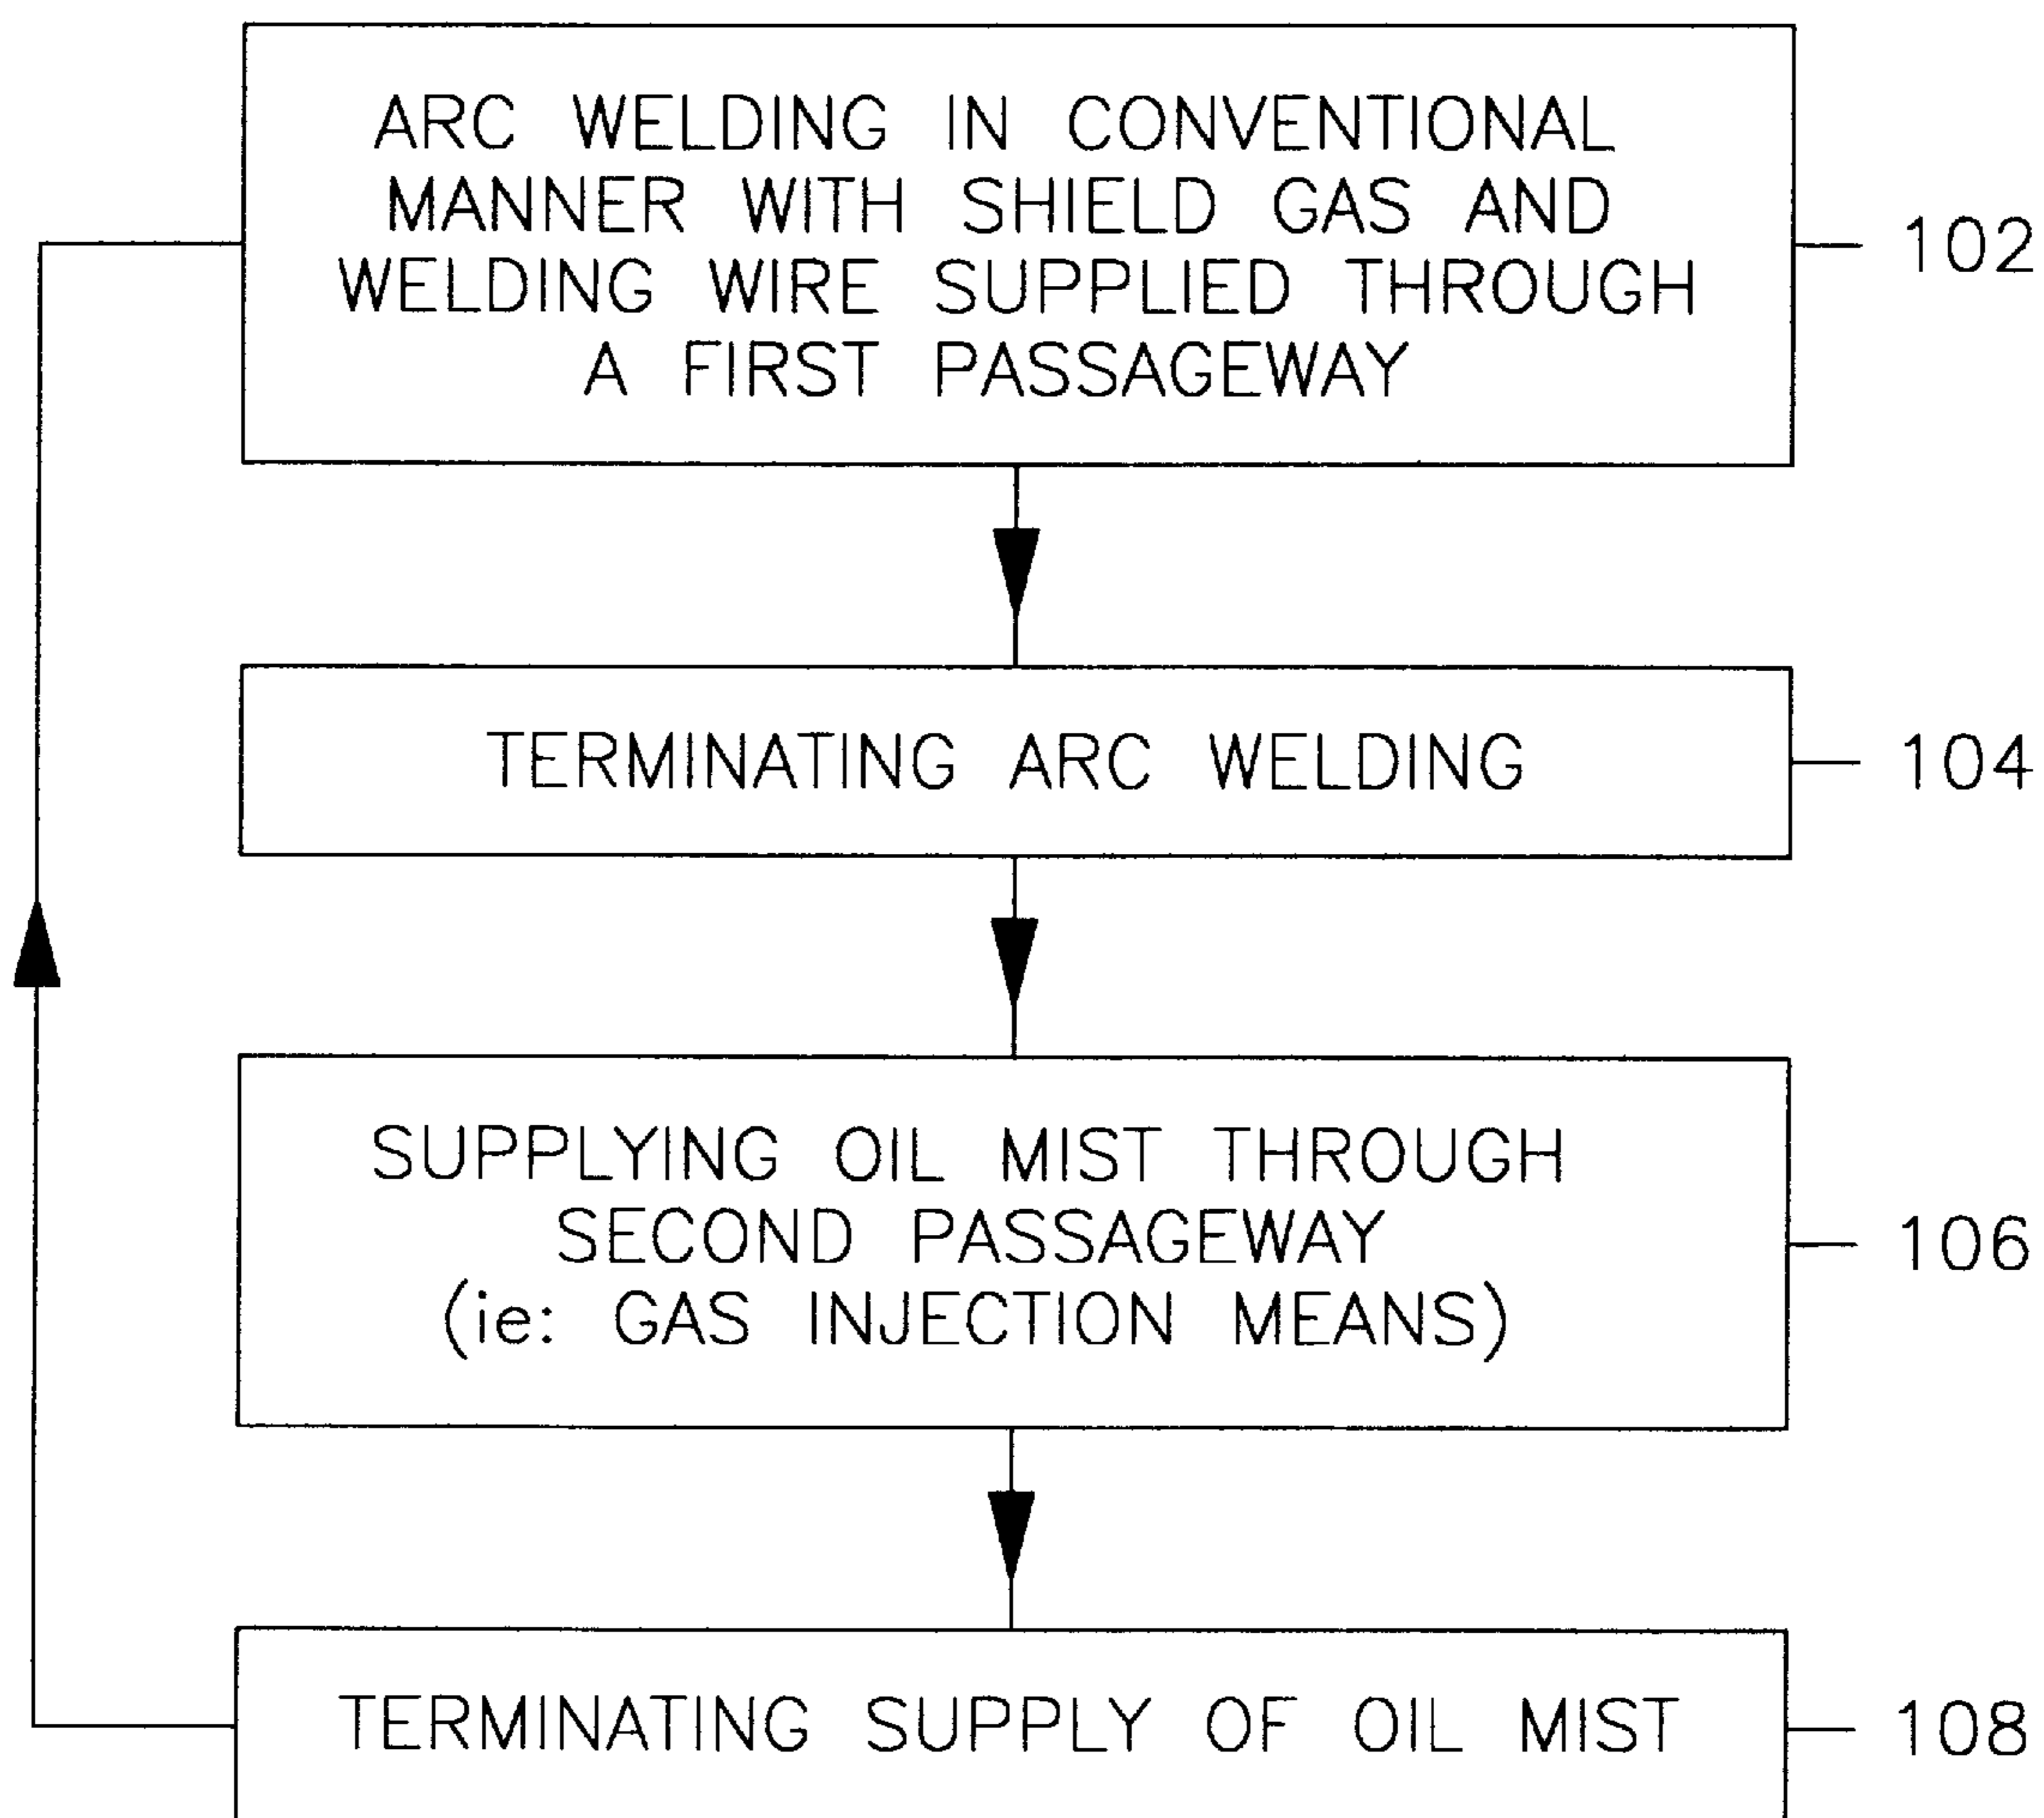 ARC WELDING IN CONVENTIONAL
MANNER WITH SHIELD GAS AND
WELDING WIRE SUPPLIED THROUGH
A FIRST PASSAGEWAY
102
TERMINATING ARC WELDING
104
SUPPLYING OIL MIST THROUGH
SECOND PASSAGEWAY
(ie: GAS INJECTION MEANS)
106
TERMINATING SUPPLY OF OIL MIST
108